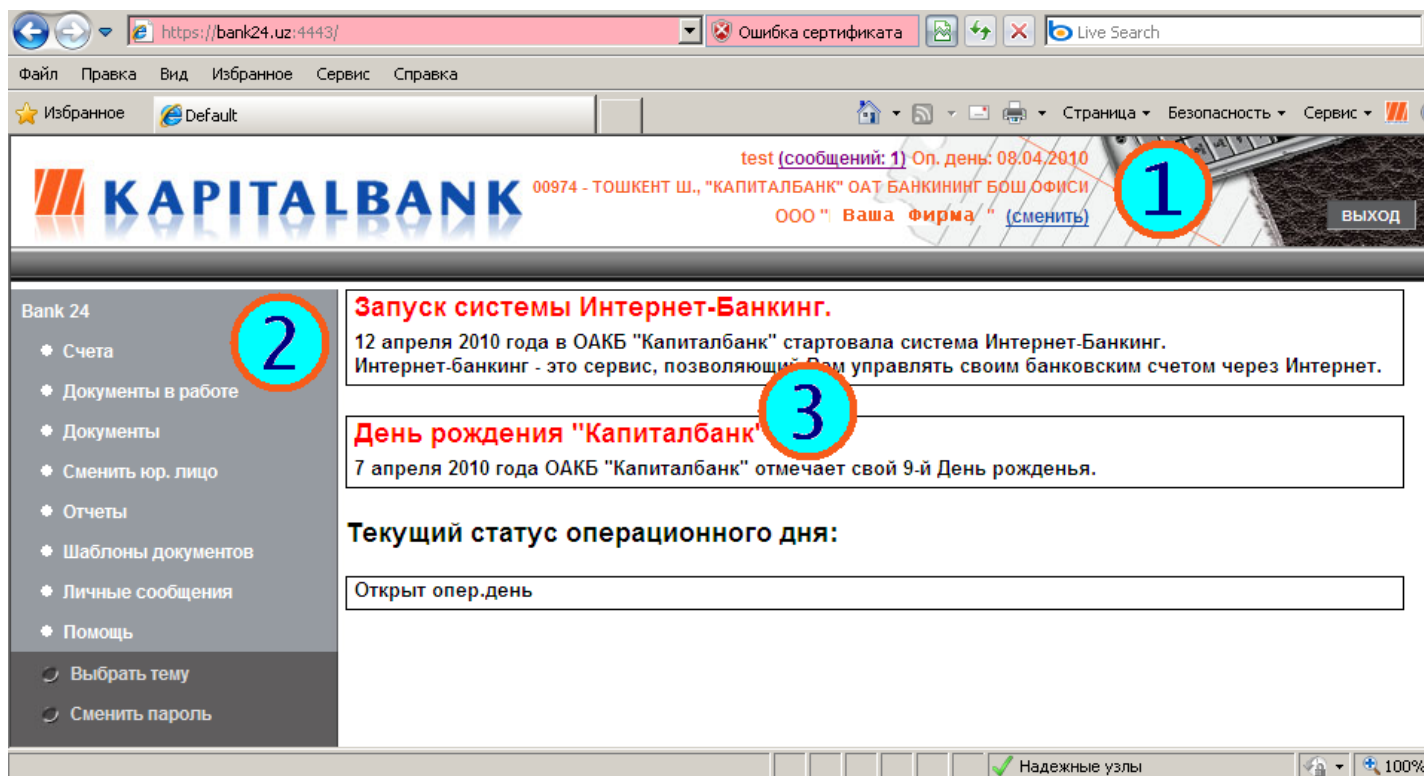 https://bank24.uz:4443/ Ошибка сертификата Live Search
Файл Правка Вид Избранное Сервис Справка
Избранное Default Страница Безопасность Сервис
test (сообщений: 1) Оп. день: 08.04.2010
KAPITALBANK 00974 - ТОШКЕНТ Ш., "КАПИТАЛБАНК" ОАТ БАНКИНИНГ БОШ ОФИСИ
ООО " Ваша Фирма " (сменить)
1
ВЫХОД
Bank 24
2
Счета
Документы в работе
Документы
Сменить юр. лицо
Отчеты
Шаблоны документов
Личные сообщения
Помощь
Выбрать тему
Сменить пароль
Запуск системы Интернет-Банкинг.
12 апреля 2010 года в ОАКБ "Капиталбанк" стартовала система Интернет-Банкинг.
Интернет-банкинг - это сервис, позволяющий Вам управлять своим банковским счетом через Интернет.
3
День рождения "Капиталбанк"
7 апреля 2010 года ОАКБ "Капиталбанк" отмечает свой 9-й День рожденья.
Текущий статус операционного дня:
Открыт опер.день
Надежные узлы 100%